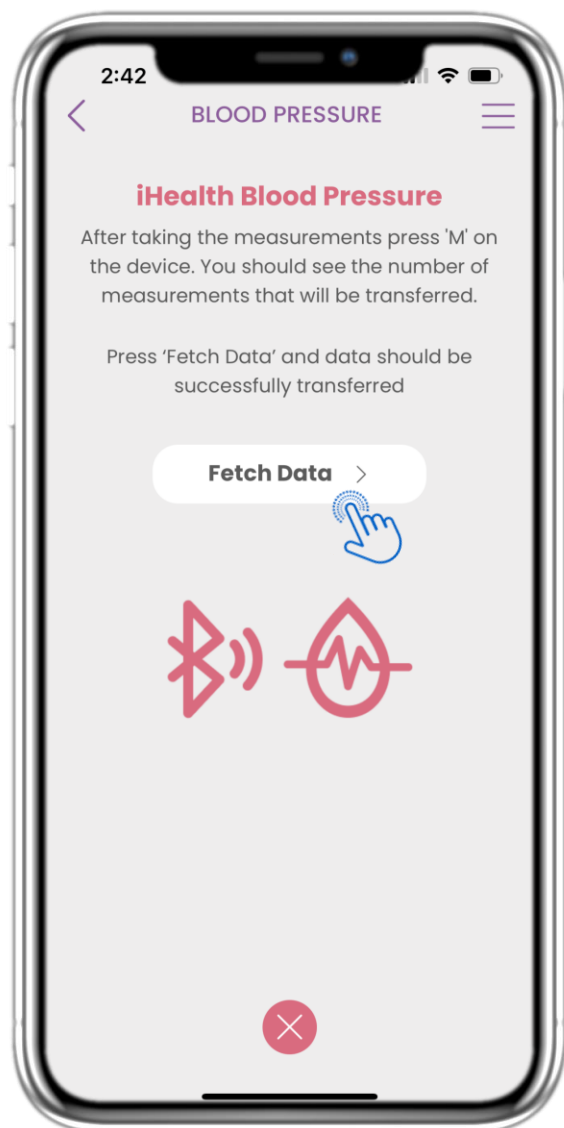 2:42
BLOOD PRESSURE
iHealth Blood Pressure
After taking the measurements press 'M' on
the device. You should see the number of
measurements that will be transferred.
Press ‘Fetch Data’ and data should be
successfully transferred
Fetch Data